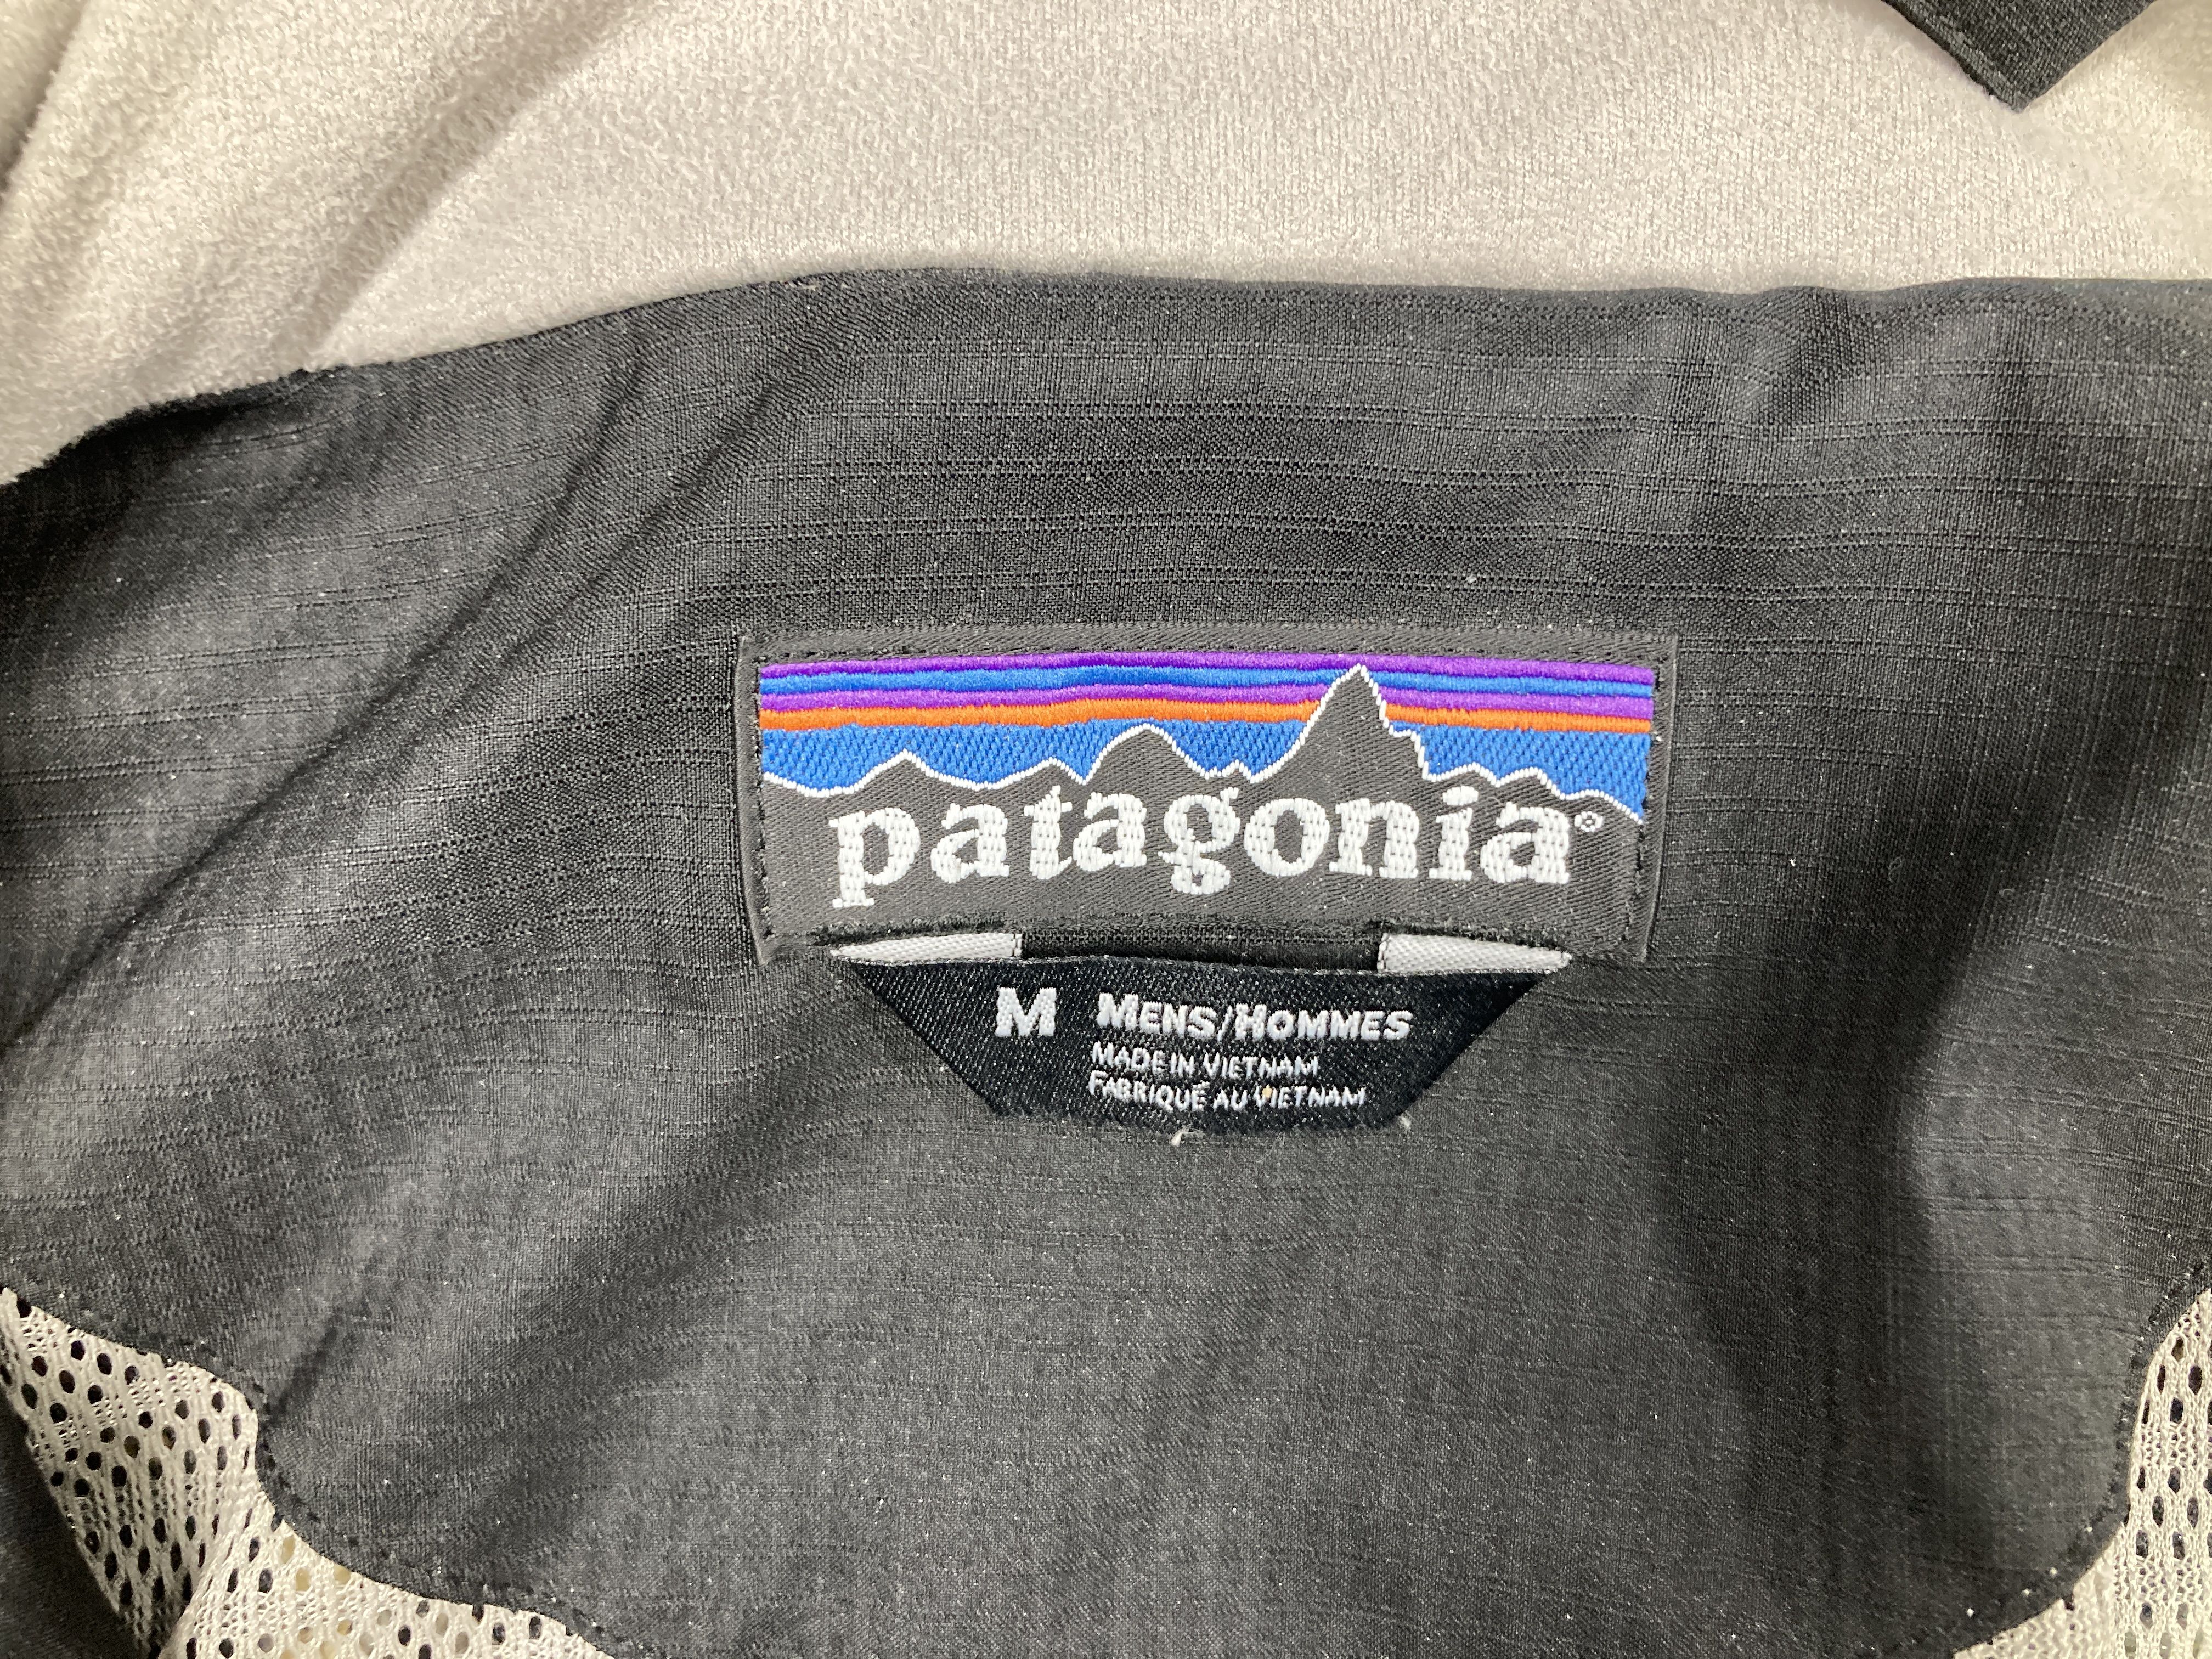 patagonia®
M MENS/HOMMES
MADE IN VIETNAM
FABRIQUÉ AU VIETNAM